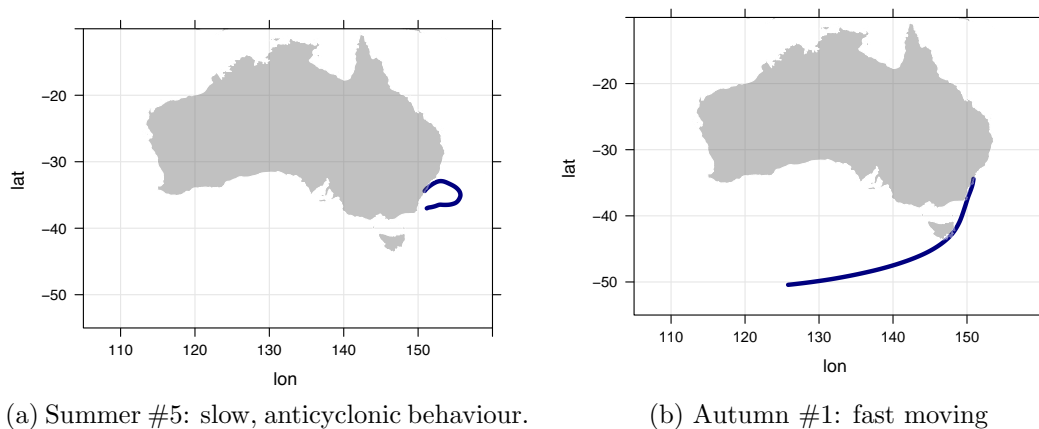 −20
−30
−40
−50
lat
110 120 130 140 150
lon
(a) Summer #5: slow, anticyclonic behaviour.
−20
−30
−40
−50
lat
110 120 130 140 150
lon
(b) Autumn #1: fast moving